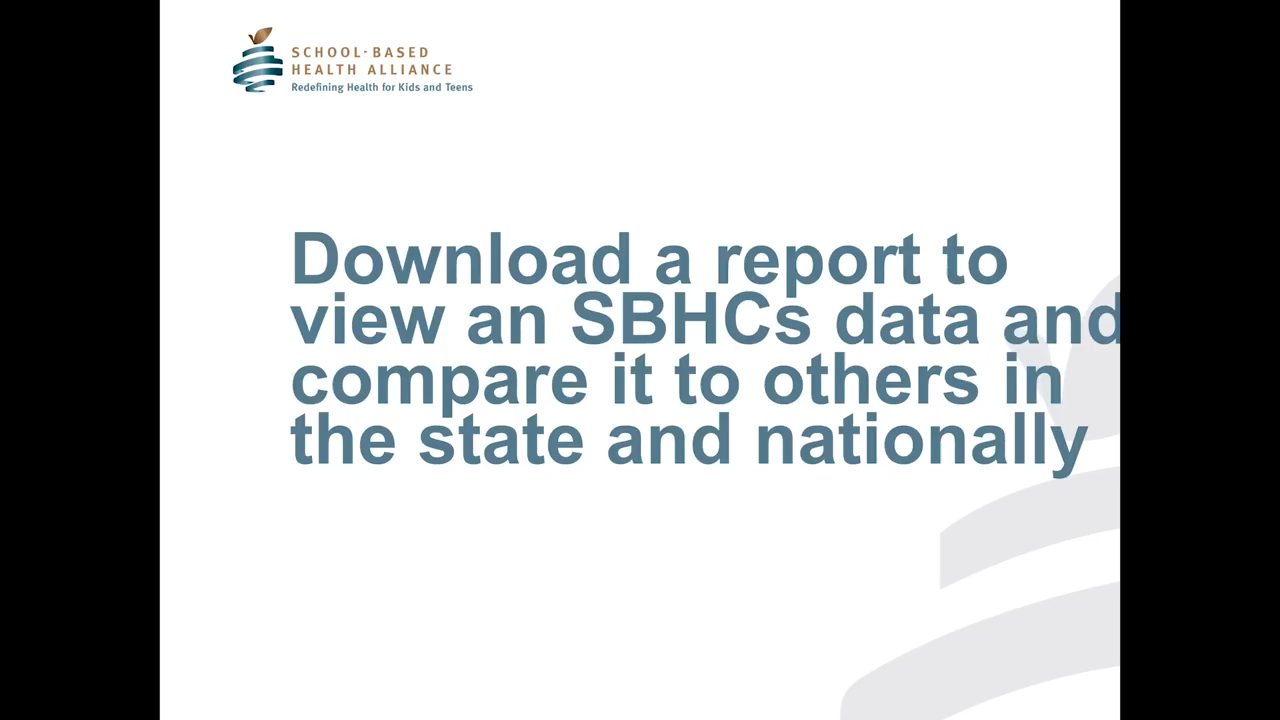 SCHOOL-BASED
HEALTH ALLIANCE
Redefining Health for Kids and Teens
Download a report to
view an SBHCs data and
compare it to others in
the state and nationally